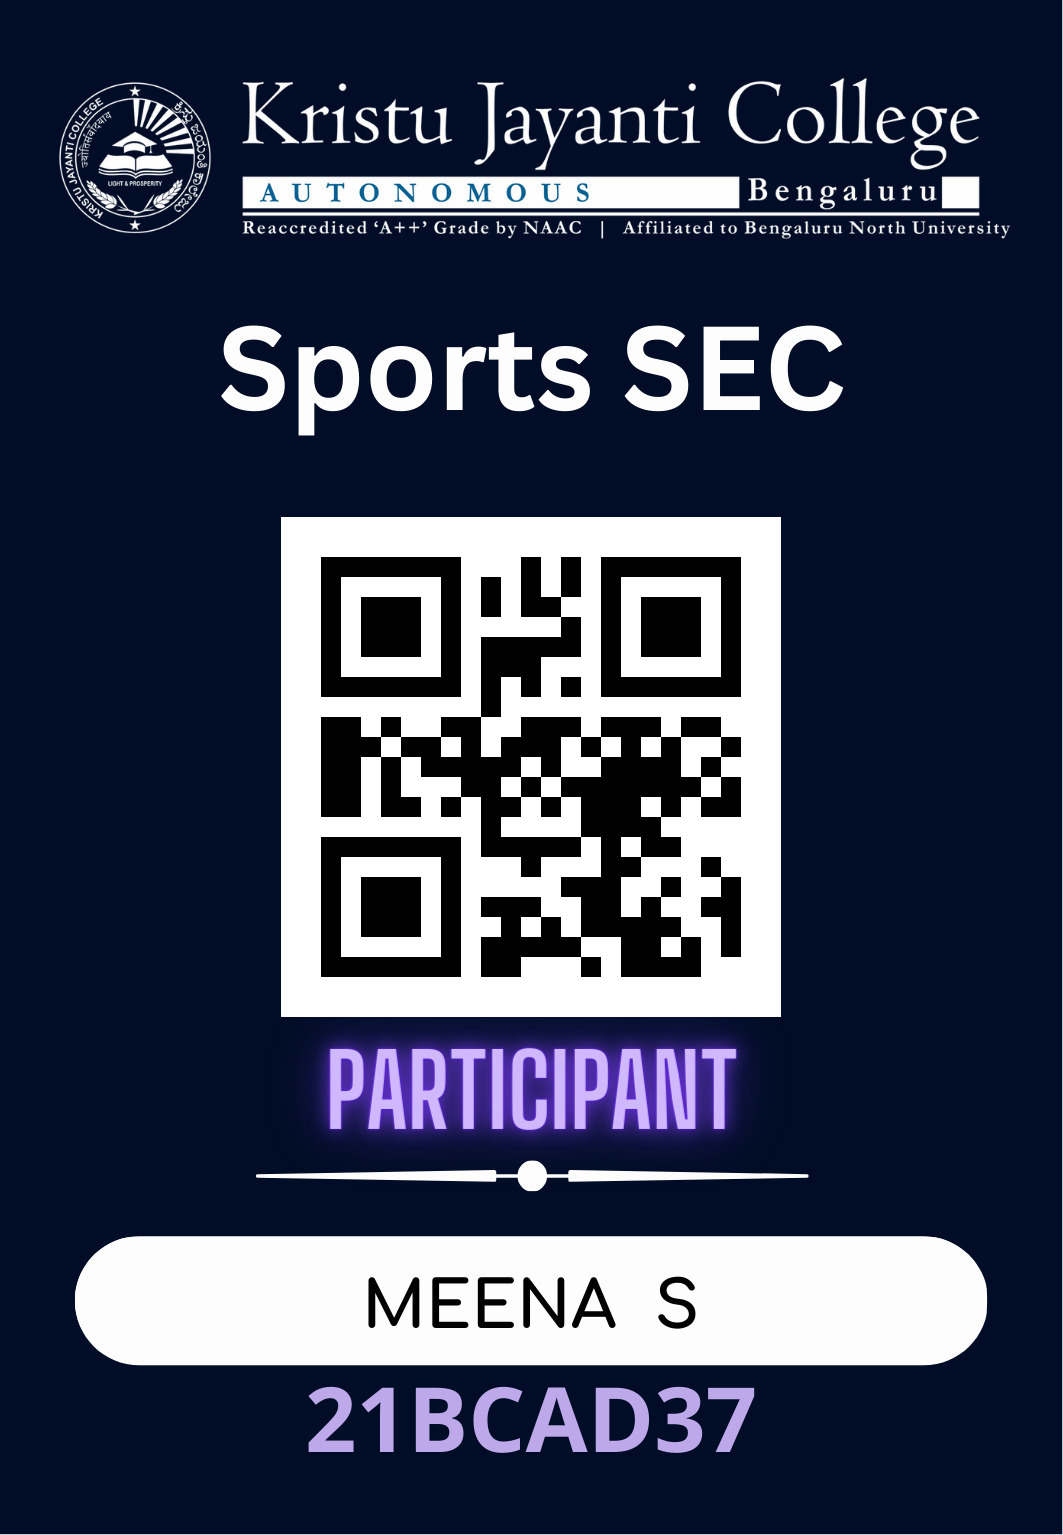 Kristu Jayanti College
AUTONOMOUS Bengaluru
Reaccredited ‘A++’ Grade by NAAC | Affiliated to Bengaluru North University
KRISTU JAYANTI COLLEGE
LIGHT & PROSPERITY
Sports SEC
PARTICIPANT
MEENA S
21BCAD37